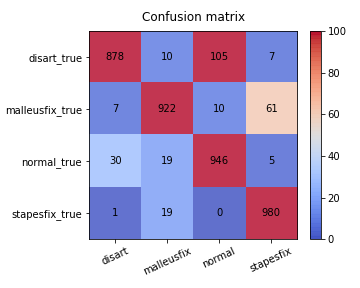 Confusion matrix
disart_true 878 10 105 7 100
malleusfix_true 7 922 10 61 80
normal_true 30 19 946 5 60
stapesfix_true 1 19 0 980 40
20
0
disart malleusfix normal stapesfix